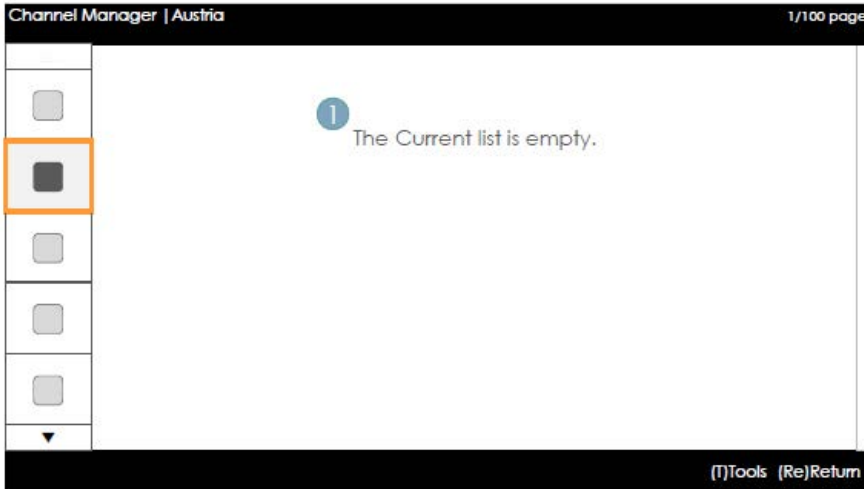 Channel Manager | Austria
1/100 page
1
The Current list is empty.
(T)Tools (Re)Return